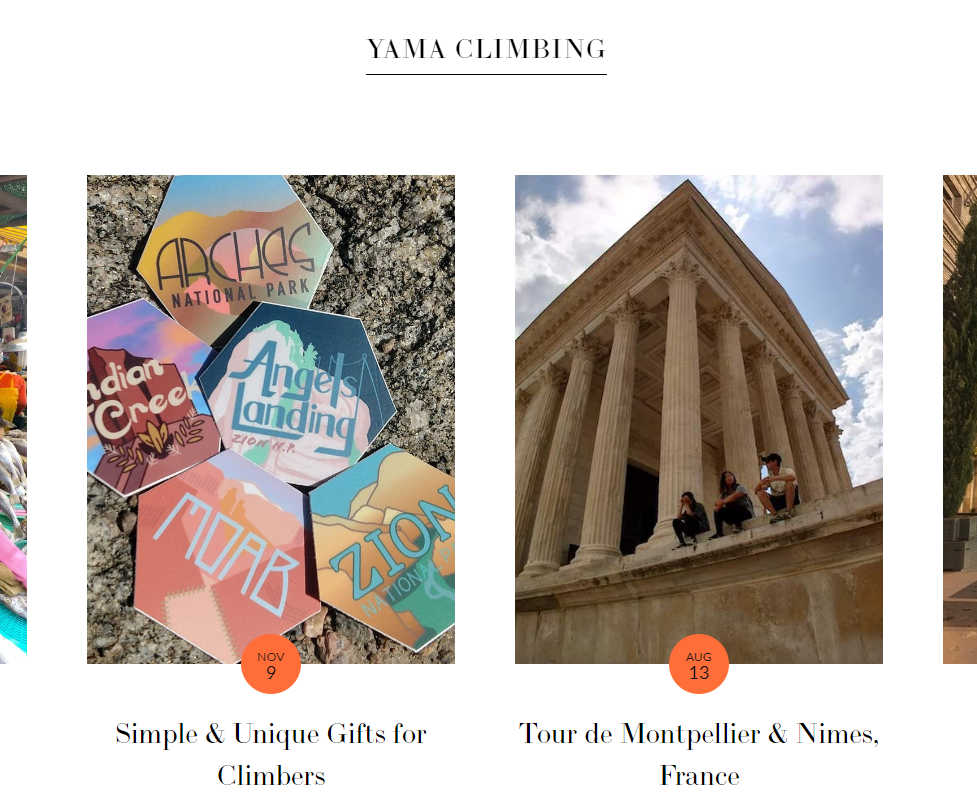 YAMA CLIMBING
ARCHES
NATIONAL PARK
ndian
Creek
Angels
Landing
ZION N.P.
MOAB
ZION
NATIONA
&
NOV
9
AUG
13
Simple & Unique Gifts for
Climbers
Tour de Montpellier & Nimes,
France